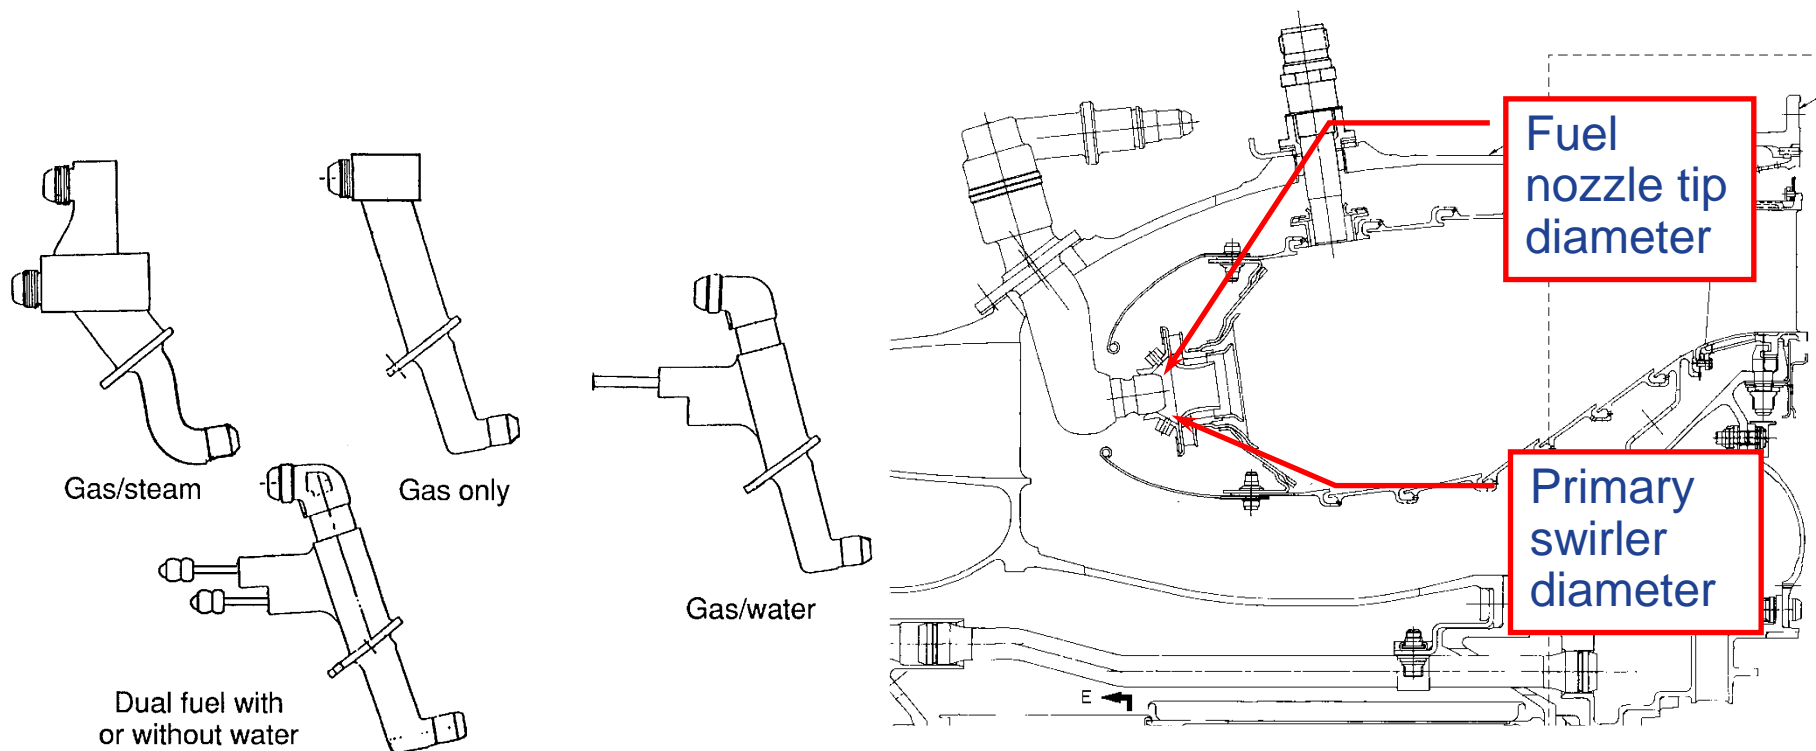 Gas/steam
Gas only
Gas/water
Dual fuel with
or without water
Fuel
nozzle tip
diameter
Primary
swirler
diameter
E